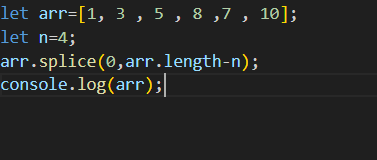 let arr=[1, 3 , 5 , 8 ,7 , 10];
let n=4;
arr.splice(0,arr.length-n);
console.log(arr);